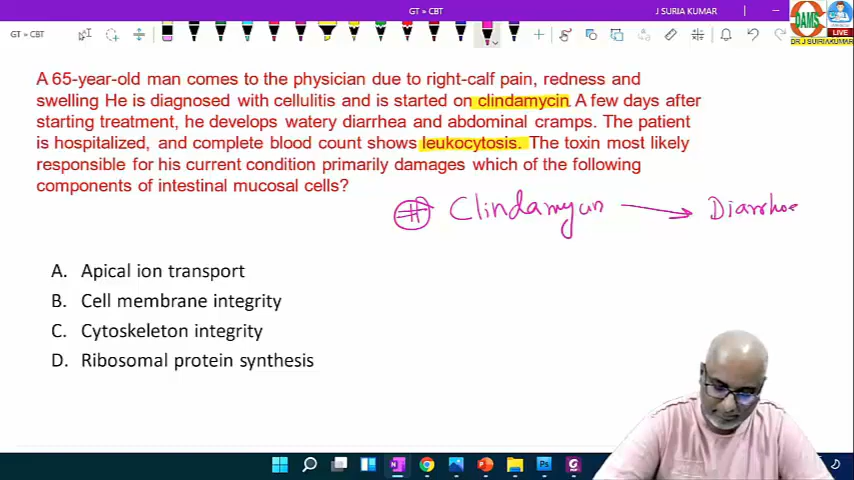 GT » CBT
J SURIA KUMAR
GT » CBT
DAMS
LIVE
DR J SURIAKUMAR
A 65-year-old man comes to the physician due to right-calf pain, redness and
swelling He is diagnosed with cellulitis and is started on clindamycin. A few days after
starting treatment, he develops watery diarrhea and abdominal cramps. The patient
is hospitalized, and complete blood count shows leukocytosis. The toxin most likely
responsible for his current condition primarily damages which of the following
components of intestinal mucosal cells?
Clindamycin → Diarrhoe
A. Apical ion transport
B. Cell membrane integrity
C. Cytoskeleton integrity
D. Ribosomal protein synthesis